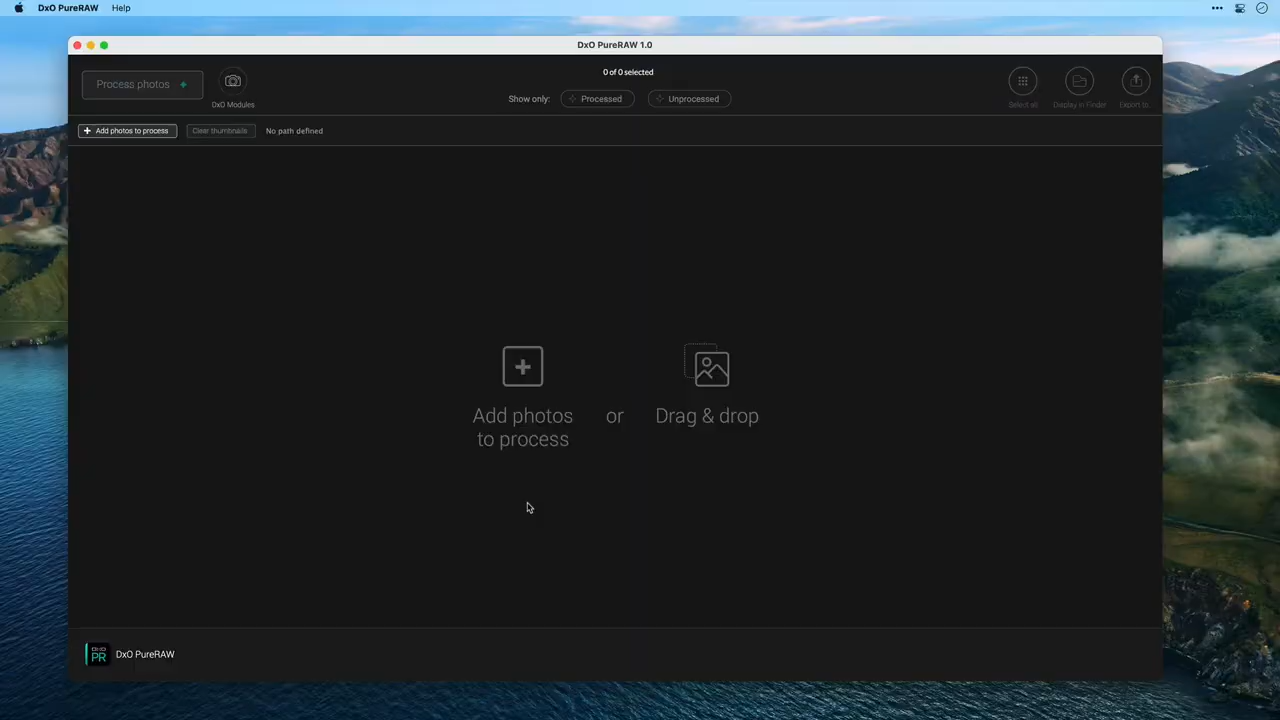 DxO PureRAW Help
DxO PureRAW 1.0
Process photos
DxO Modules
0 of 0 selected
Show only: Processed Unprocessed
Select all
Display in Finder
Export to...
Add photos to process
Clear thumbnails
No path defined
Add photos
to process
or
Drag & drop
DxO
PR
DxO PureRAW